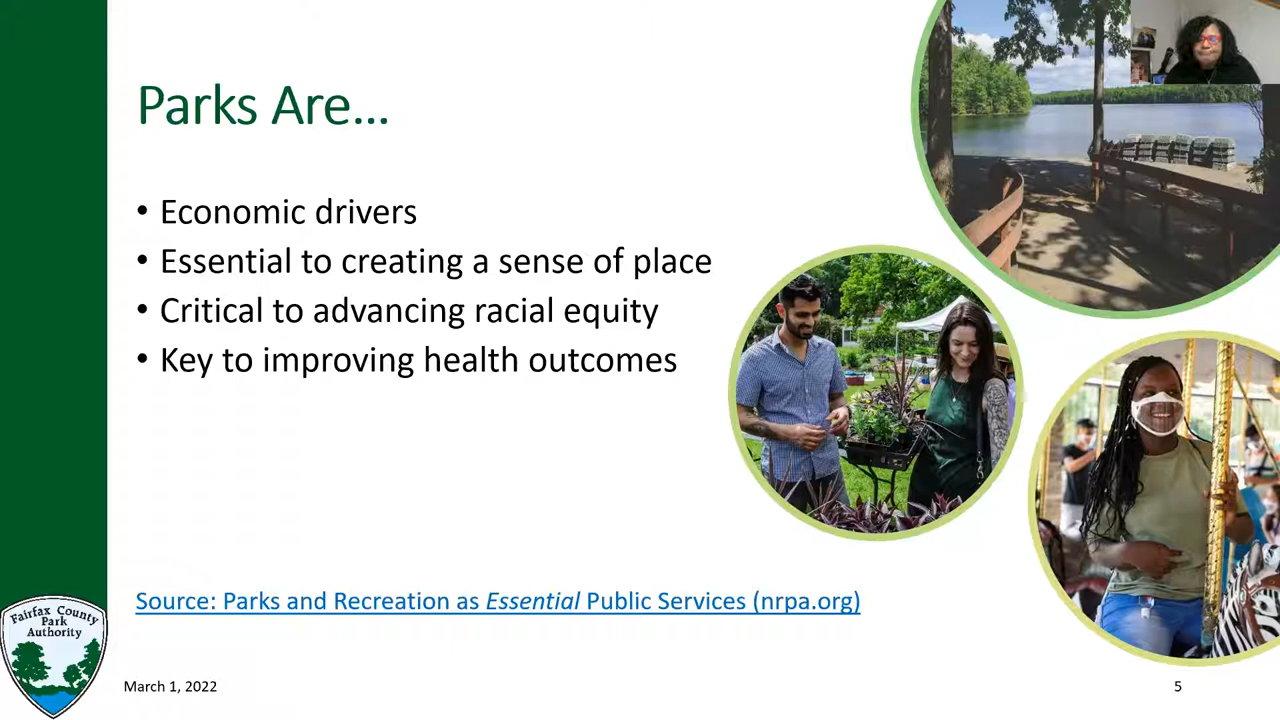 Parks Are...
• Economic drivers
• Essential to creating a sense of place
• Critical to advancing racial equity
• Key to improving health outcomes
Source: Parks and Recreation as Essential Public Services (nrpa.org)
Fairfax County
Park
Authority
March 1, 2022
5